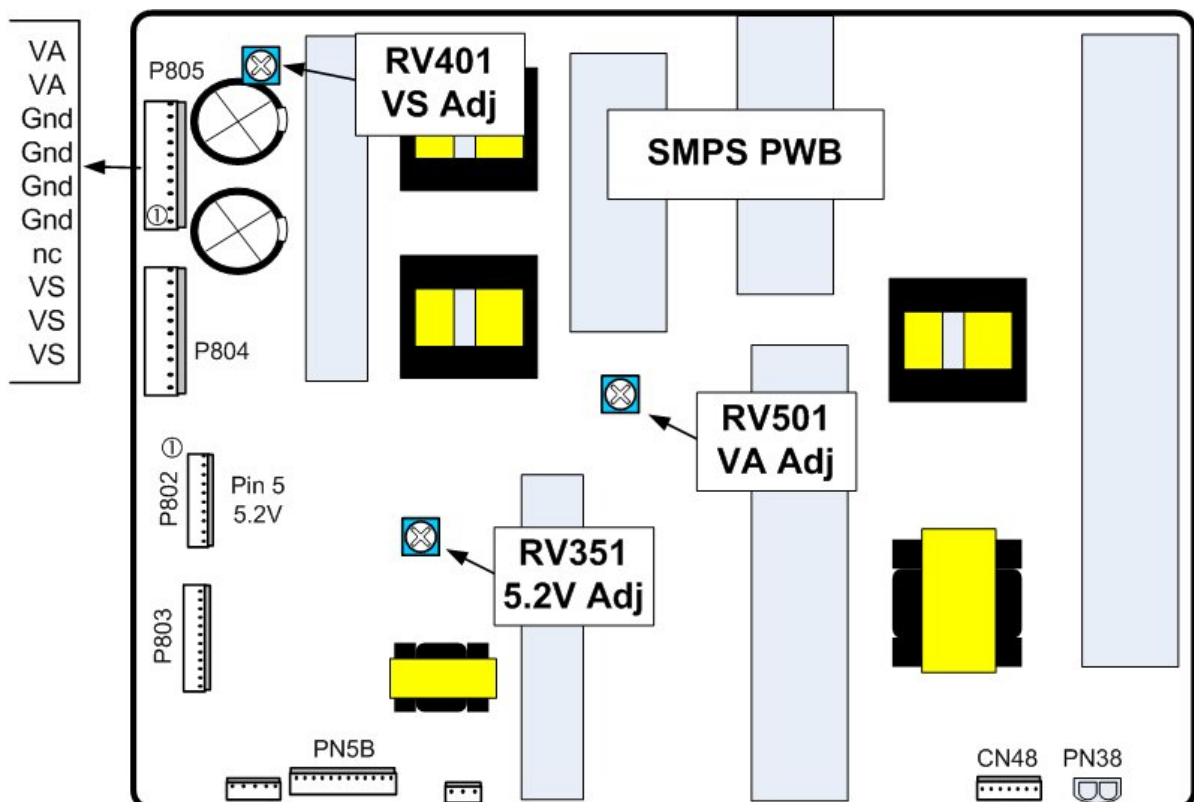 VA
VA
Gnd
Gnd
Gnd
Gnd
nc
VS
VS
VS
P805
①
RV401
VS Adj
SMPS PWB
P804
RV501
VA Adj
①
P802
Pin 5
5.2V
RV351
5.2V Adj
P803
PN5B
CN48
PN38